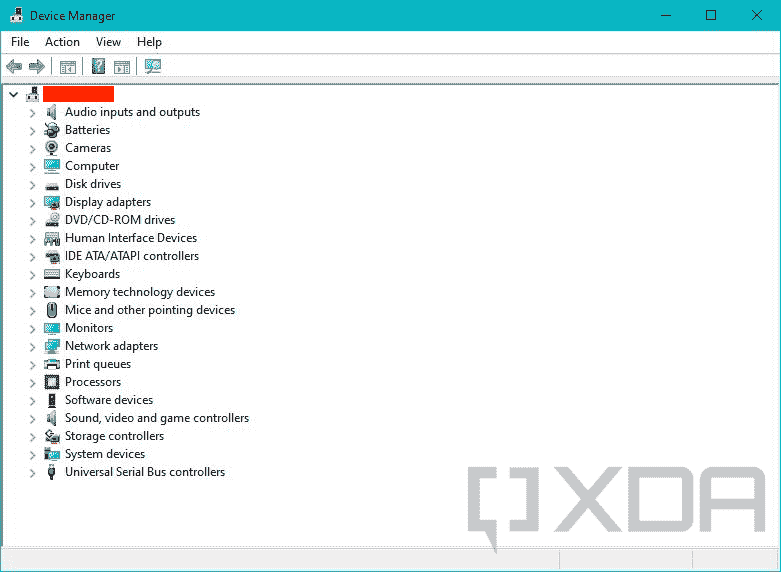 Device Manager
File Action View Help
Audio inputs and outputs
Batteries
Cameras
Computer
Disk drives
Display adapters
DVD/CD-ROM drives
Human Interface Devices
IDE ATA/ATAPI controllers
Keyboards
Memory technology devices
Mice and other pointing devices
Monitors
Network adapters
Print queues
Processors
Software devices
Sound, video and game controllers
Storage controllers
System devices
Universal Serial Bus controllers
XDA